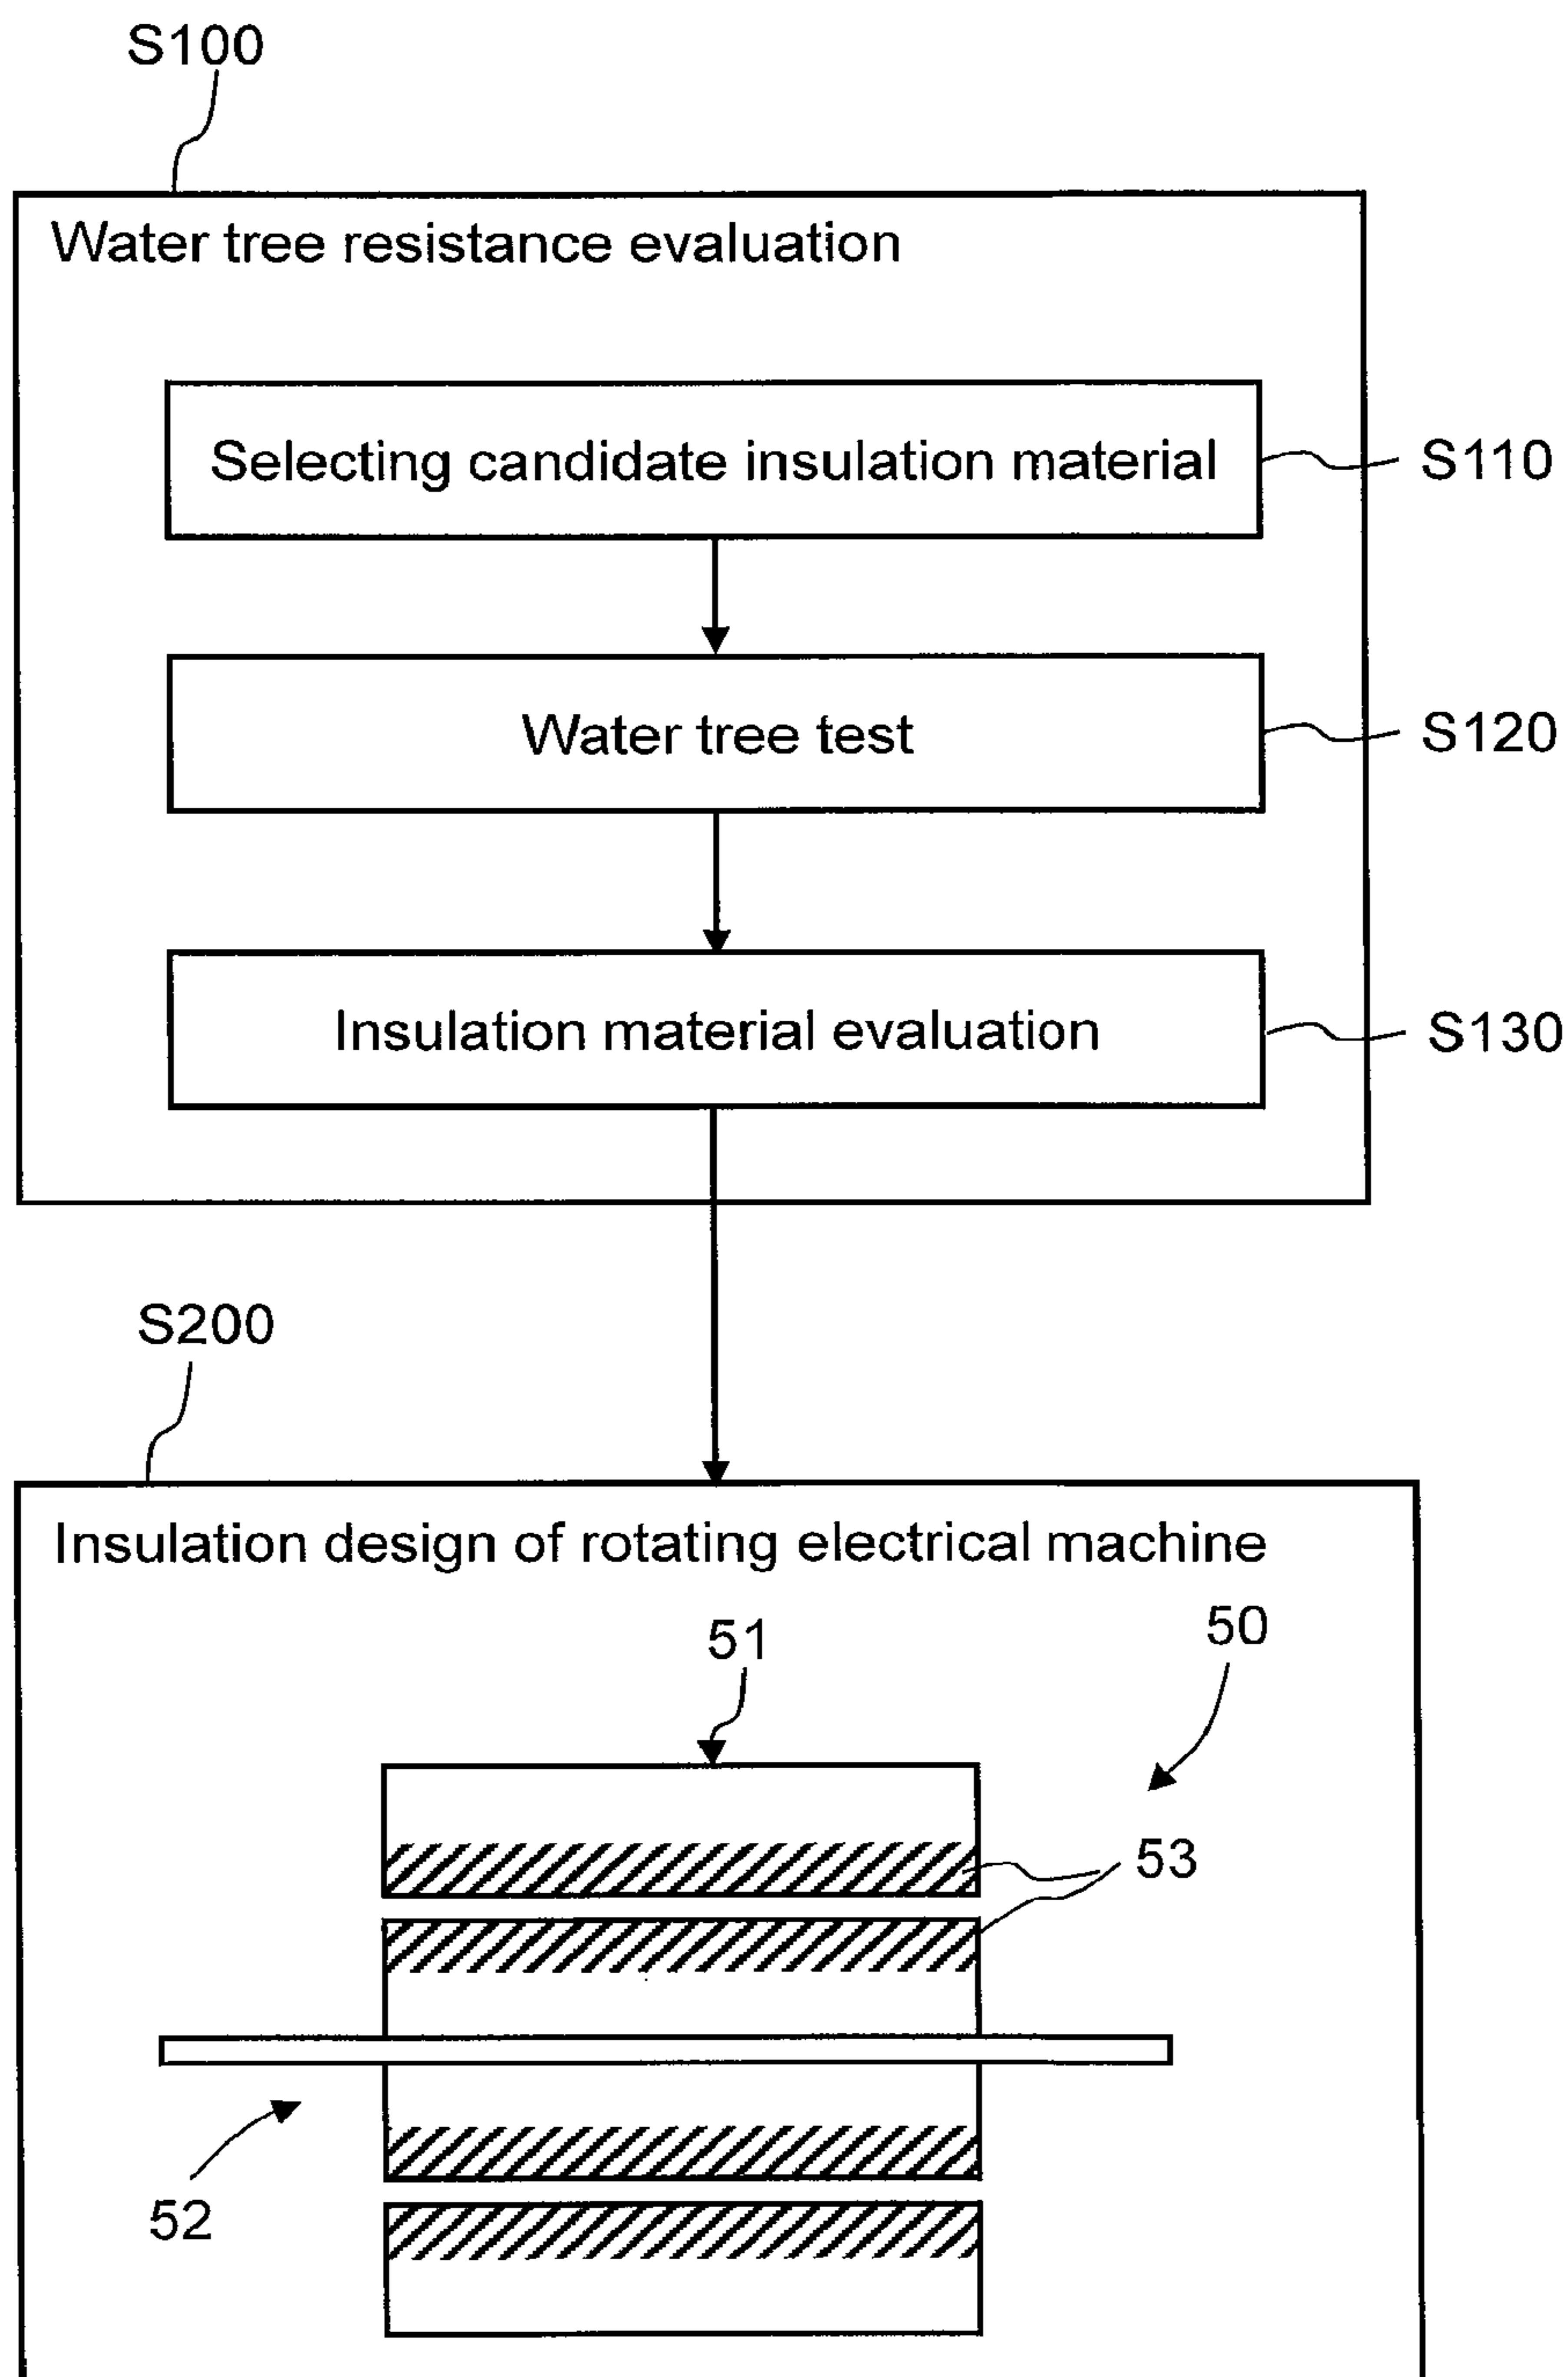 S100
Water tree resistance evaluation
Selecting candidate insulation material
S110
Water tree test
S120
Insulation material evaluation
S130
S200
Insulation design of rotating electrical machine
51
50
53
52